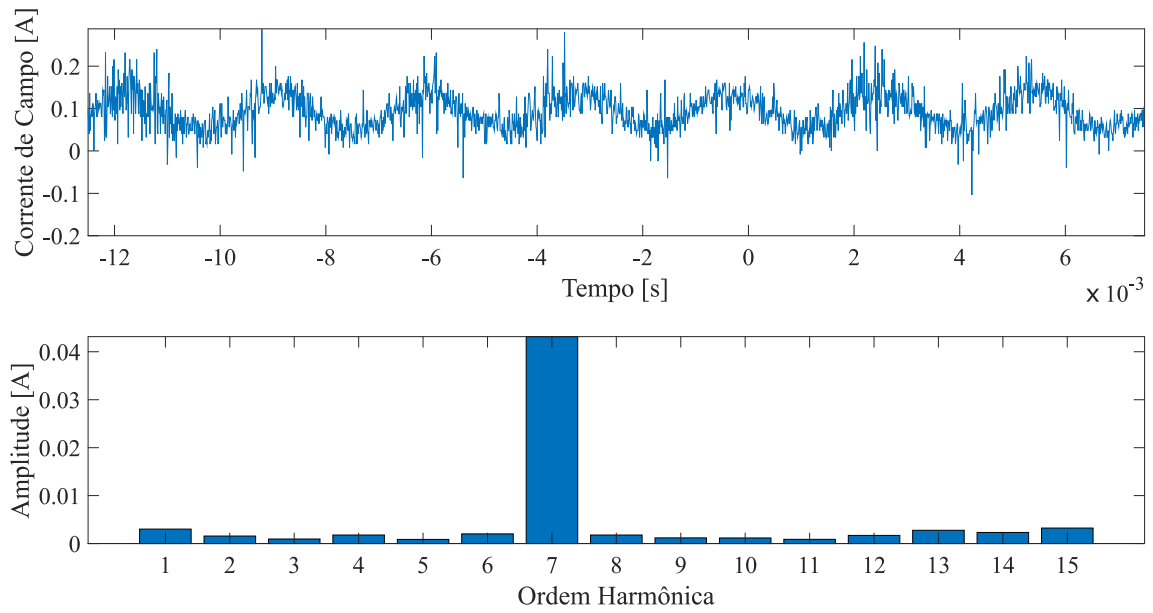 Corrente de Campo [A]
0.2
0.1
0
-0.1
-0.2
-12 -10 -8 -6 -4 -2 0 2 4 6
Tempo [s]
× 10⁻³
Amplitude [A]
0.04
0.03
0.02
0.01
0
1 2 3 4 5 6 7 8 9 10 11 12 13 14 15
Ordem Harmônica